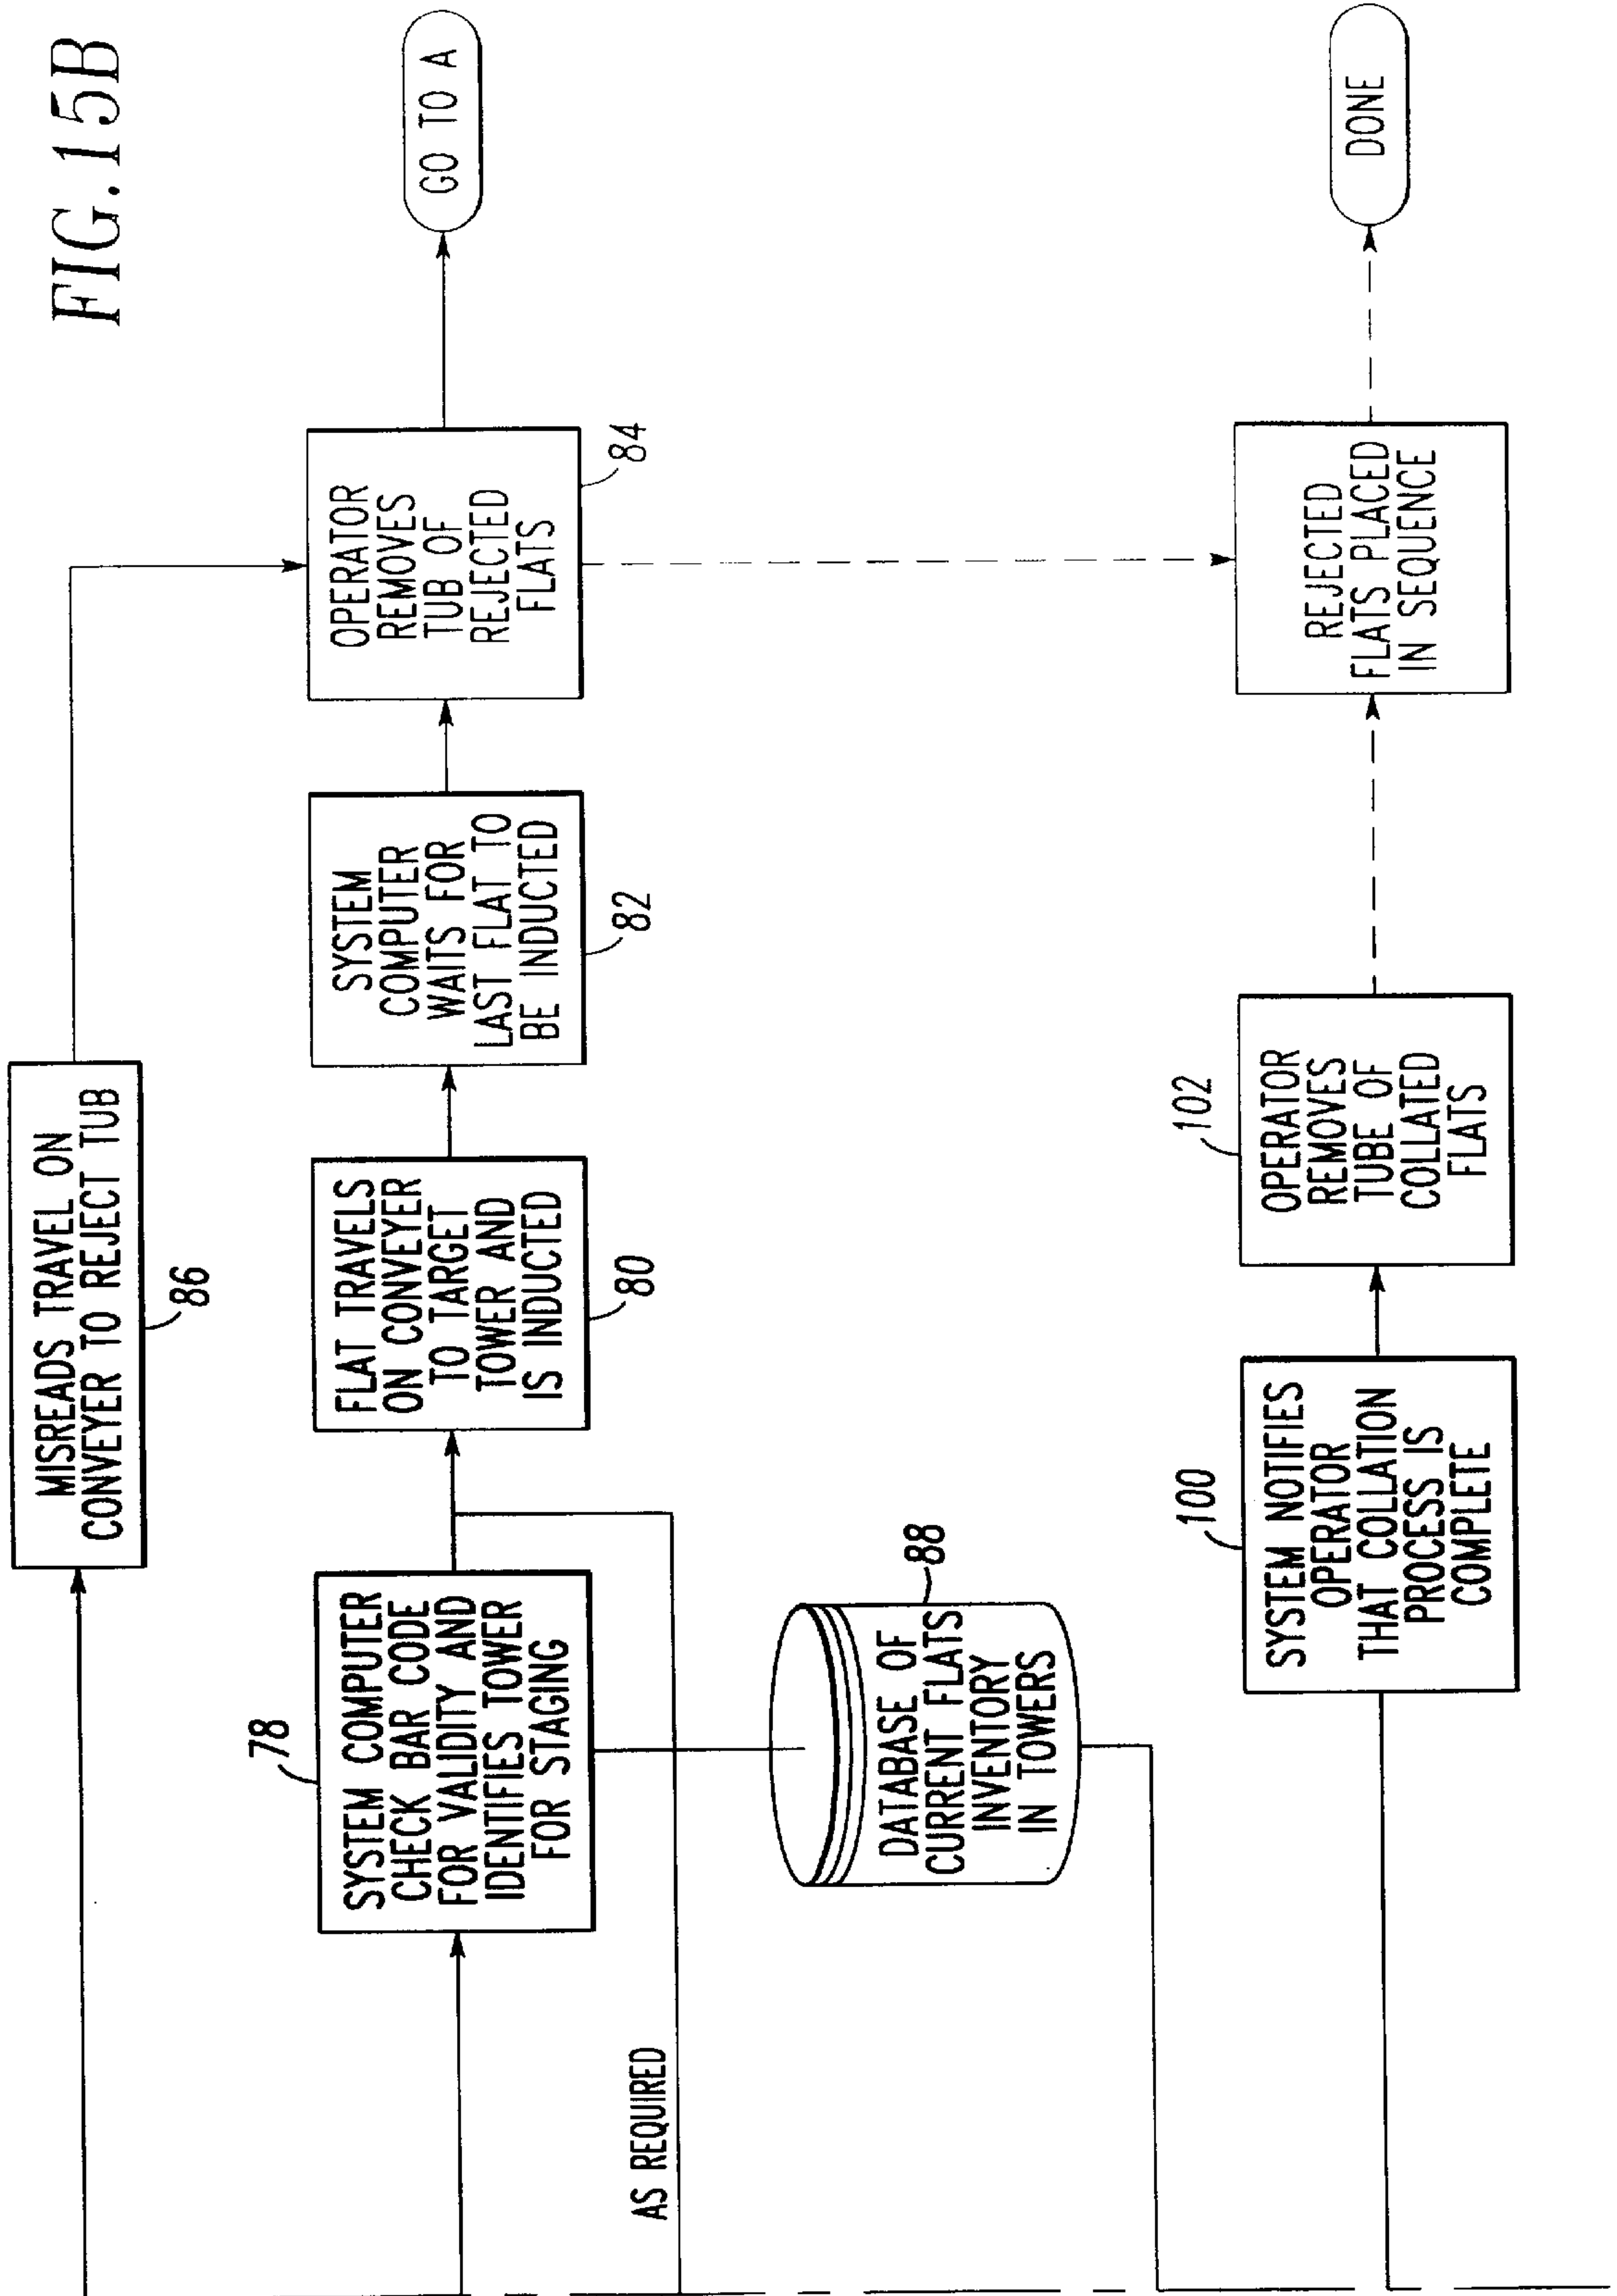 FIG. 15B
MISREADS TRAVEL ON
CONVEYER TO REJECT TUB
86
78
SYSTEM COMPUTER
CHECK BAR CODE
FOR VALIDITY AND
IDENTIFIES TOWER
FOR STAGING
FLAT TRAVELS
ON CONVEYER
TO TARGET
TOWER AND
IS INDUCTED
80
SYSTEM
COMPUTER
WAITS FOR
LAST FLAT TO
BE INDUCTED
82
OPERATOR
REMOVES
TUB OF
REJECTED
FLATS
84
GO TO A
AS REQUIRED
DATABASE OF
CURRENT FLATS
INVENTORY
IN TOWERS
88
100
SYSTEM NOTIFIES
OPERATOR
THAT COLLATION
PROCESS IS
COMPLETE
102
OPERATOR
REMOVES
TUBE OF
COLLATED
FLATS
REJECTED
FLATS PLACED
IN SEQUENCE
DONE